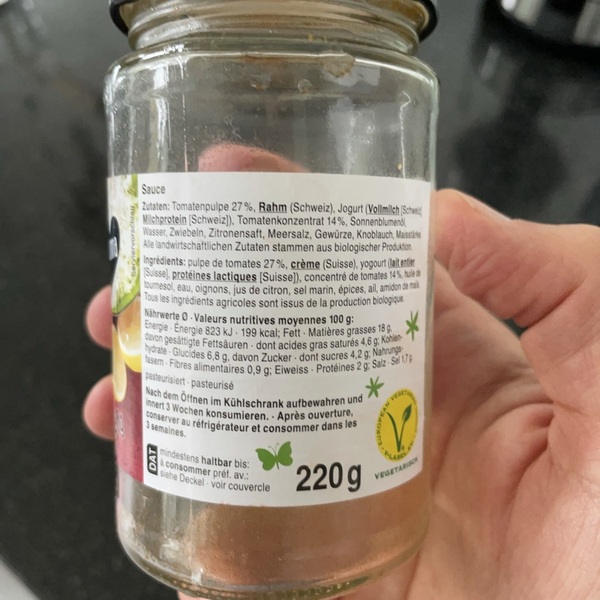 Sauce
Zutaten: Tomatenpulpe 27%, Rahm (Schweiz), Jogurt (Vollmilch [Schweiz],
Milchprotein [Schweiz]), Tomatenkonzentrat 14%, Sonnenblumenöl,
Wasser, Zwiebeln, Zitronensaft, Meersalz, Gewürze, Knoblauch, Maisstärke
Alle landwirtschaftlichen Zutaten stammen aus biologischer Produktion.
Ingrédients: pulpe de tomates 27%, crème (Suisse), yogourt (lait entier
[Suisse], protéines lactiques [Suisse]), concentré de tomates 14%, huile de
tournesol, eau, oignons, jus de citron, sel marin, épices, ail, amidon de maïs.
Tous les ingrédients agricoles sont issus de la production biologique.
Nährwerte Ø · Valeurs nutritives moyennes 100 g:
Energie · Énergie 823 kJ · 199 kcal; Fett · Matières grasses 18 g,
davon gesättigte Fettsäuren · dont acides gras saturés 4,6 g; Kohlen-
hydrate · Glucides 6,8 g, davon Zucker · dont sucres 4,2 g; Nahrungs-
fasern · Fibres alimentaires 0,9 g; Eiweiss · Protéines 2 g; Salz · Sel 1,7 g
pasteurisiert · pasteurisé
Nach dem Öffnen im Kühlschrank aufbewahren und
innert 3 Wochen konsumieren. · Après ouverture,
conserver au réfrigérateur et consommer dans les
3 semaines.
DAT
mindestens haltbar bis:
à consommer préf. av.:
siehe Deckel · voir couvercle
220 g
EUROPEAN VEGETARIAN
V-LABEL
VEGETARISCH